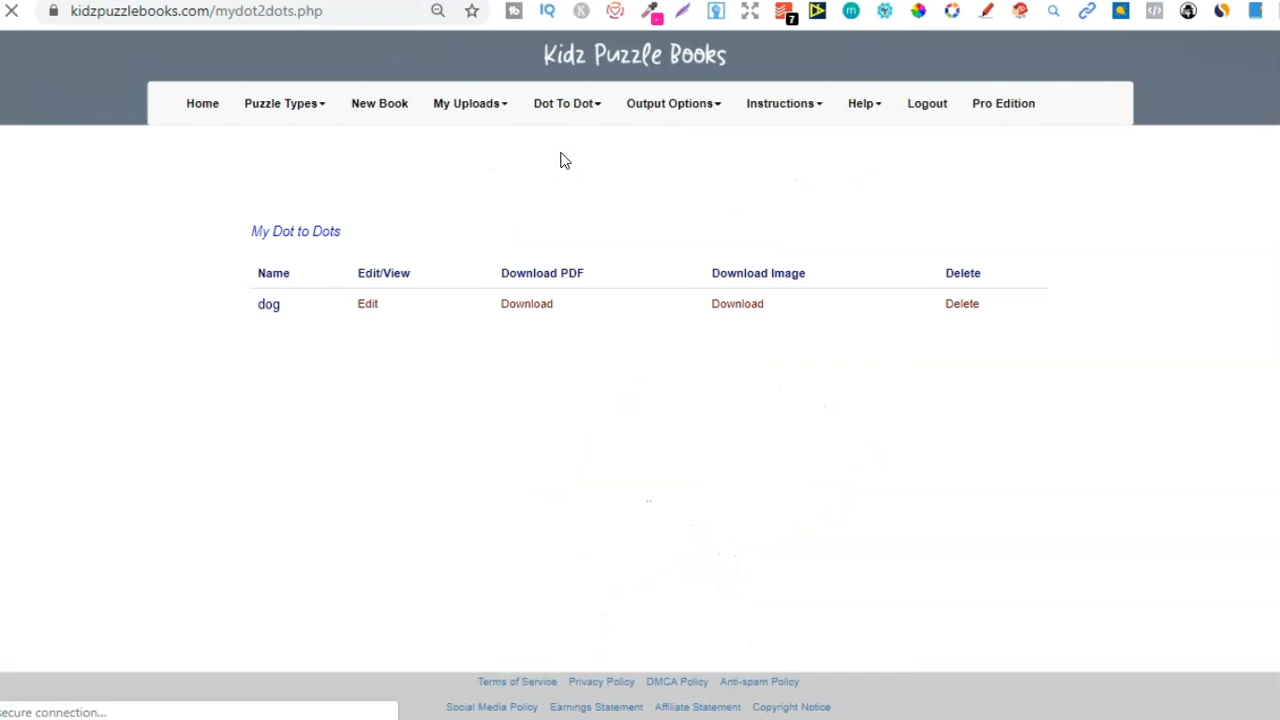 kidzpuzzlebooks.com/mydot2dots.php
7
Kidz Puzzle Books
Home Puzzle Types New Book My Uploads Dot To Dot Output Options Instructions Help Logout Pro Edition
My Dot to Dots
Name Edit/View Download PDF Download Image Delete
dog Edit Download Download Delete
Terms of Service Privacy Policy DMCA Policy Anti-spam Policy
Social Media Policy Earnings Statement Affiliate Statement Copyright Notice
secure connection...